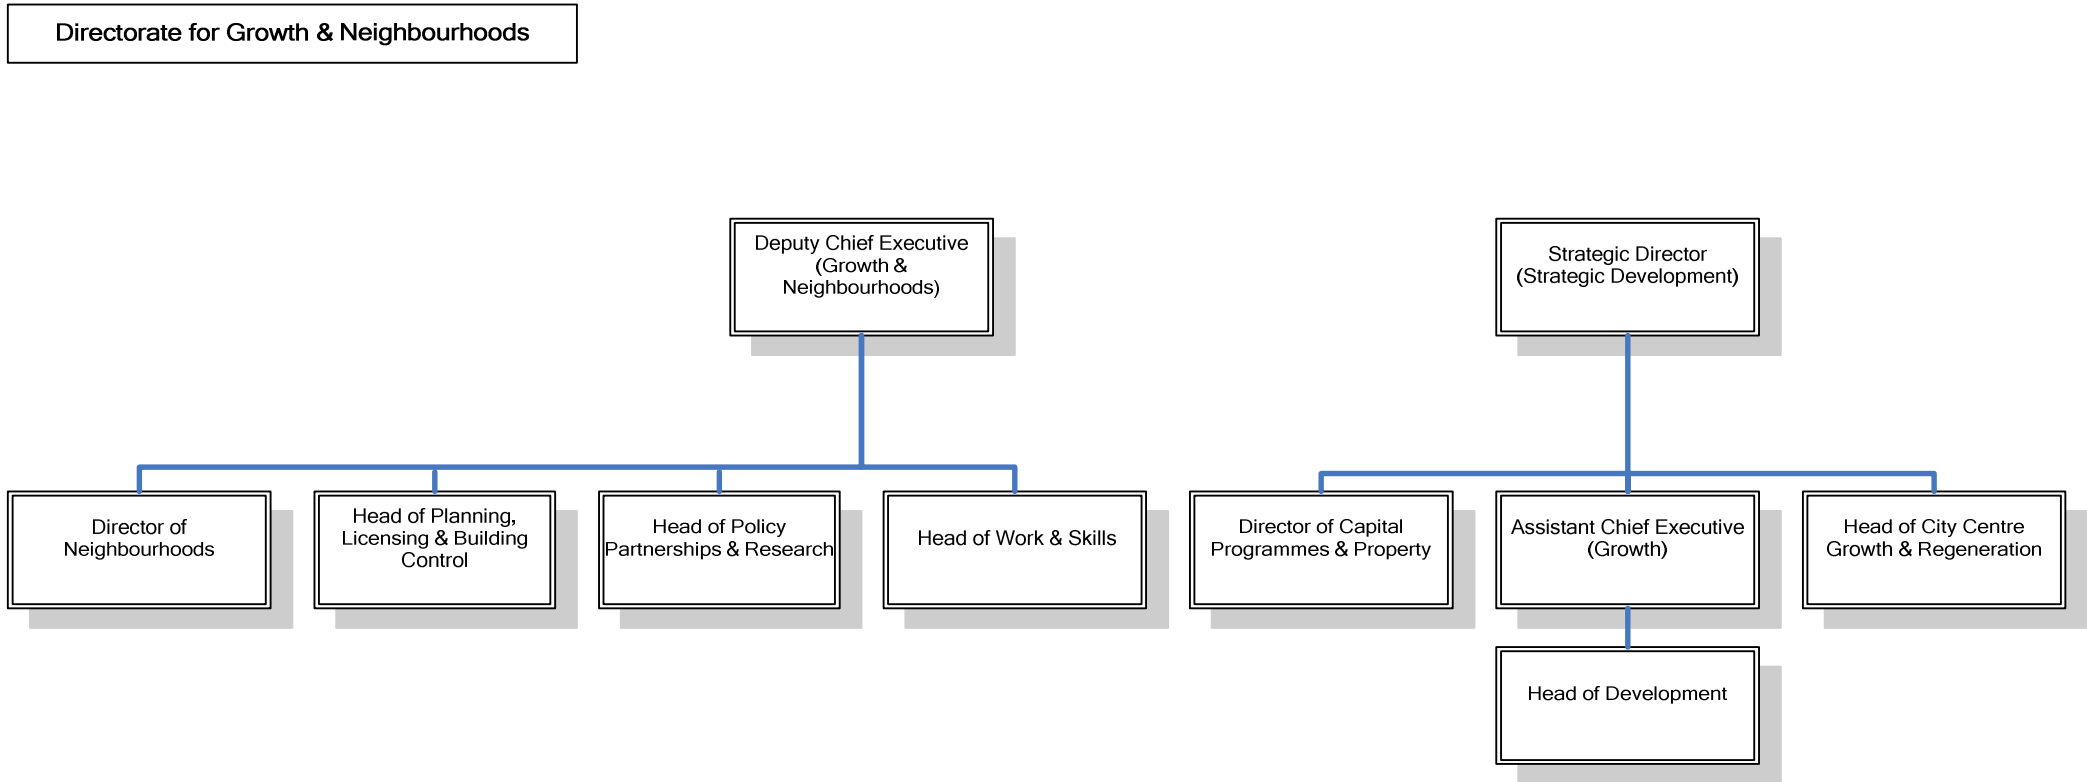 Directorate for Growth & Neighbourhoods
Deputy Chief Executive
(Growth &
Neighbourhoods)
Strategic Director
(Strategic Development)
Director of
Neighbourhoods
Head of Planning,
Licensing & Building
Control
Head of Policy
Partnerships & Research
Head of Work & Skills
Director of Capital
Programmes & Property
Assistant Chief Executive
(Growth)
Head of City Centre
Growth & Regeneration
Head of Development